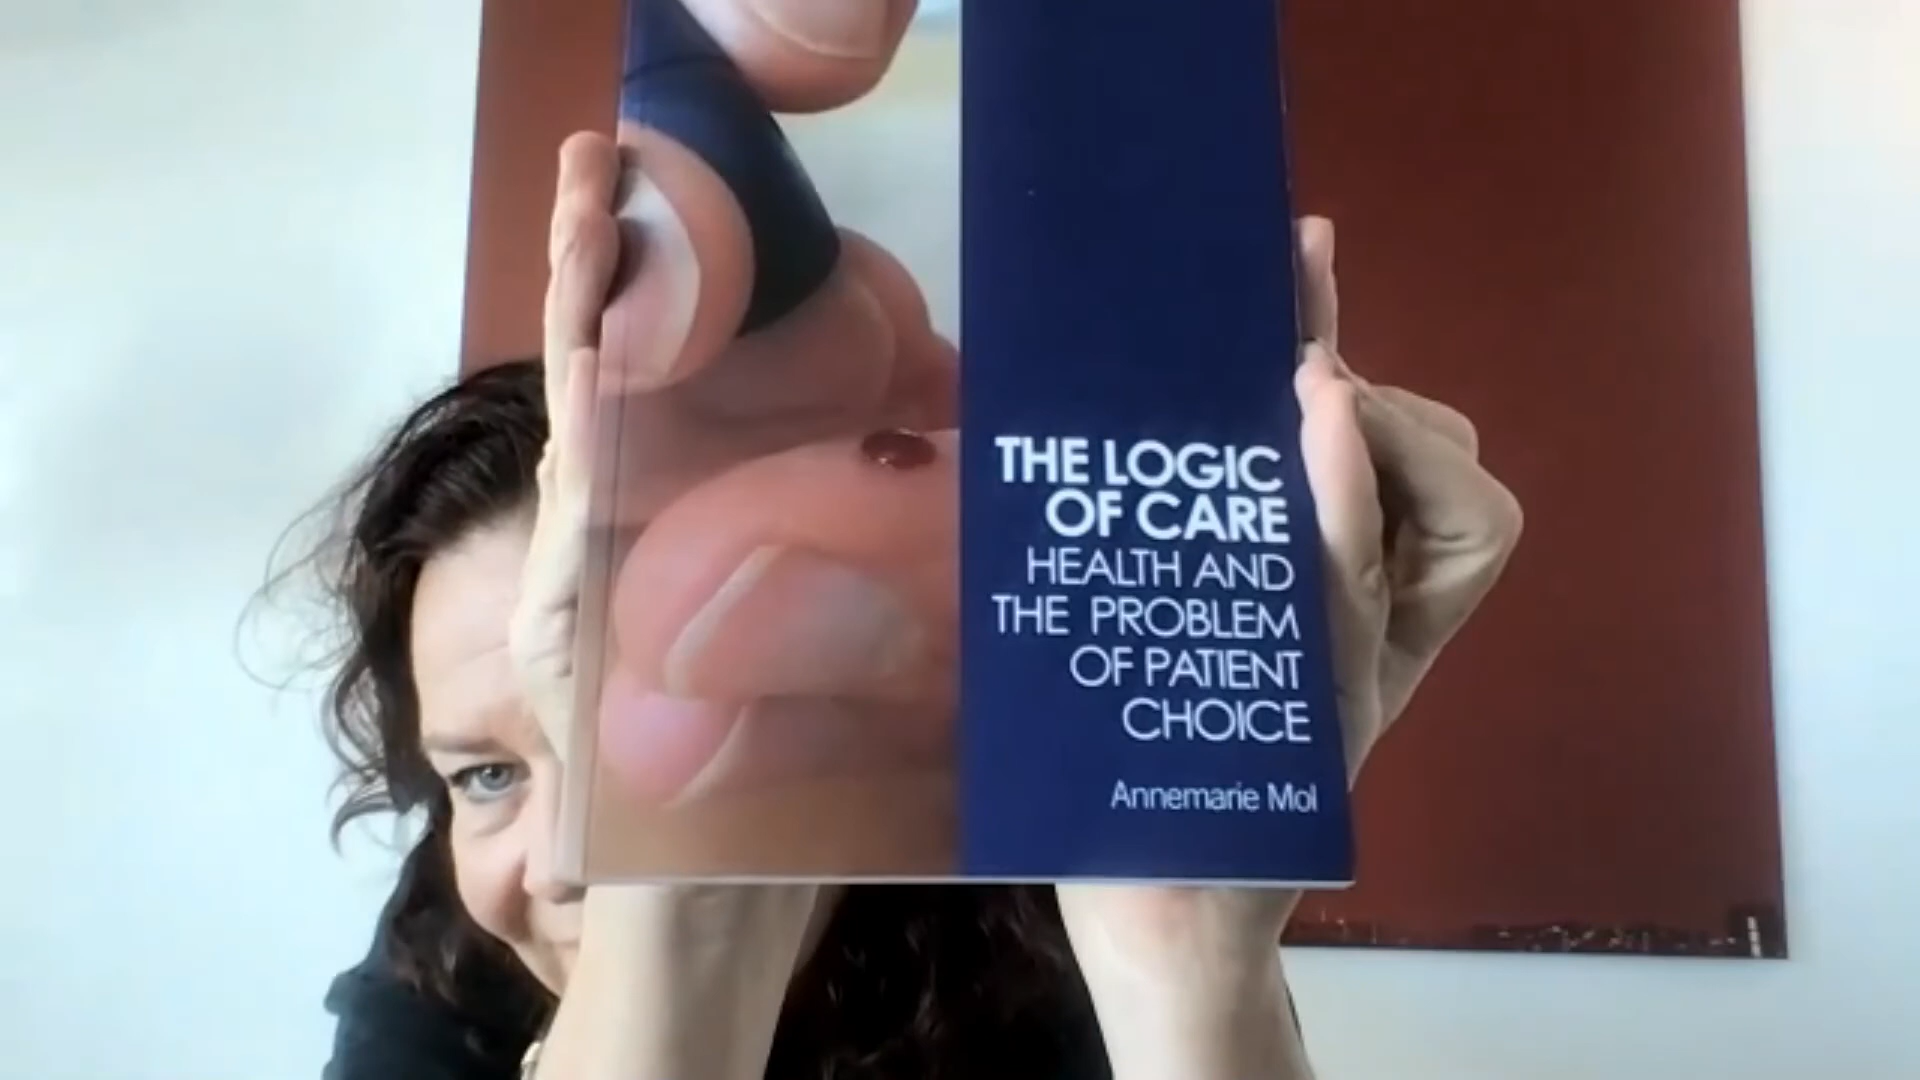 THE LOGIC
OF CARE
HEALTH AND
THE PROBLEM
OF PATIENT
CHOICE
Annemarie Mol